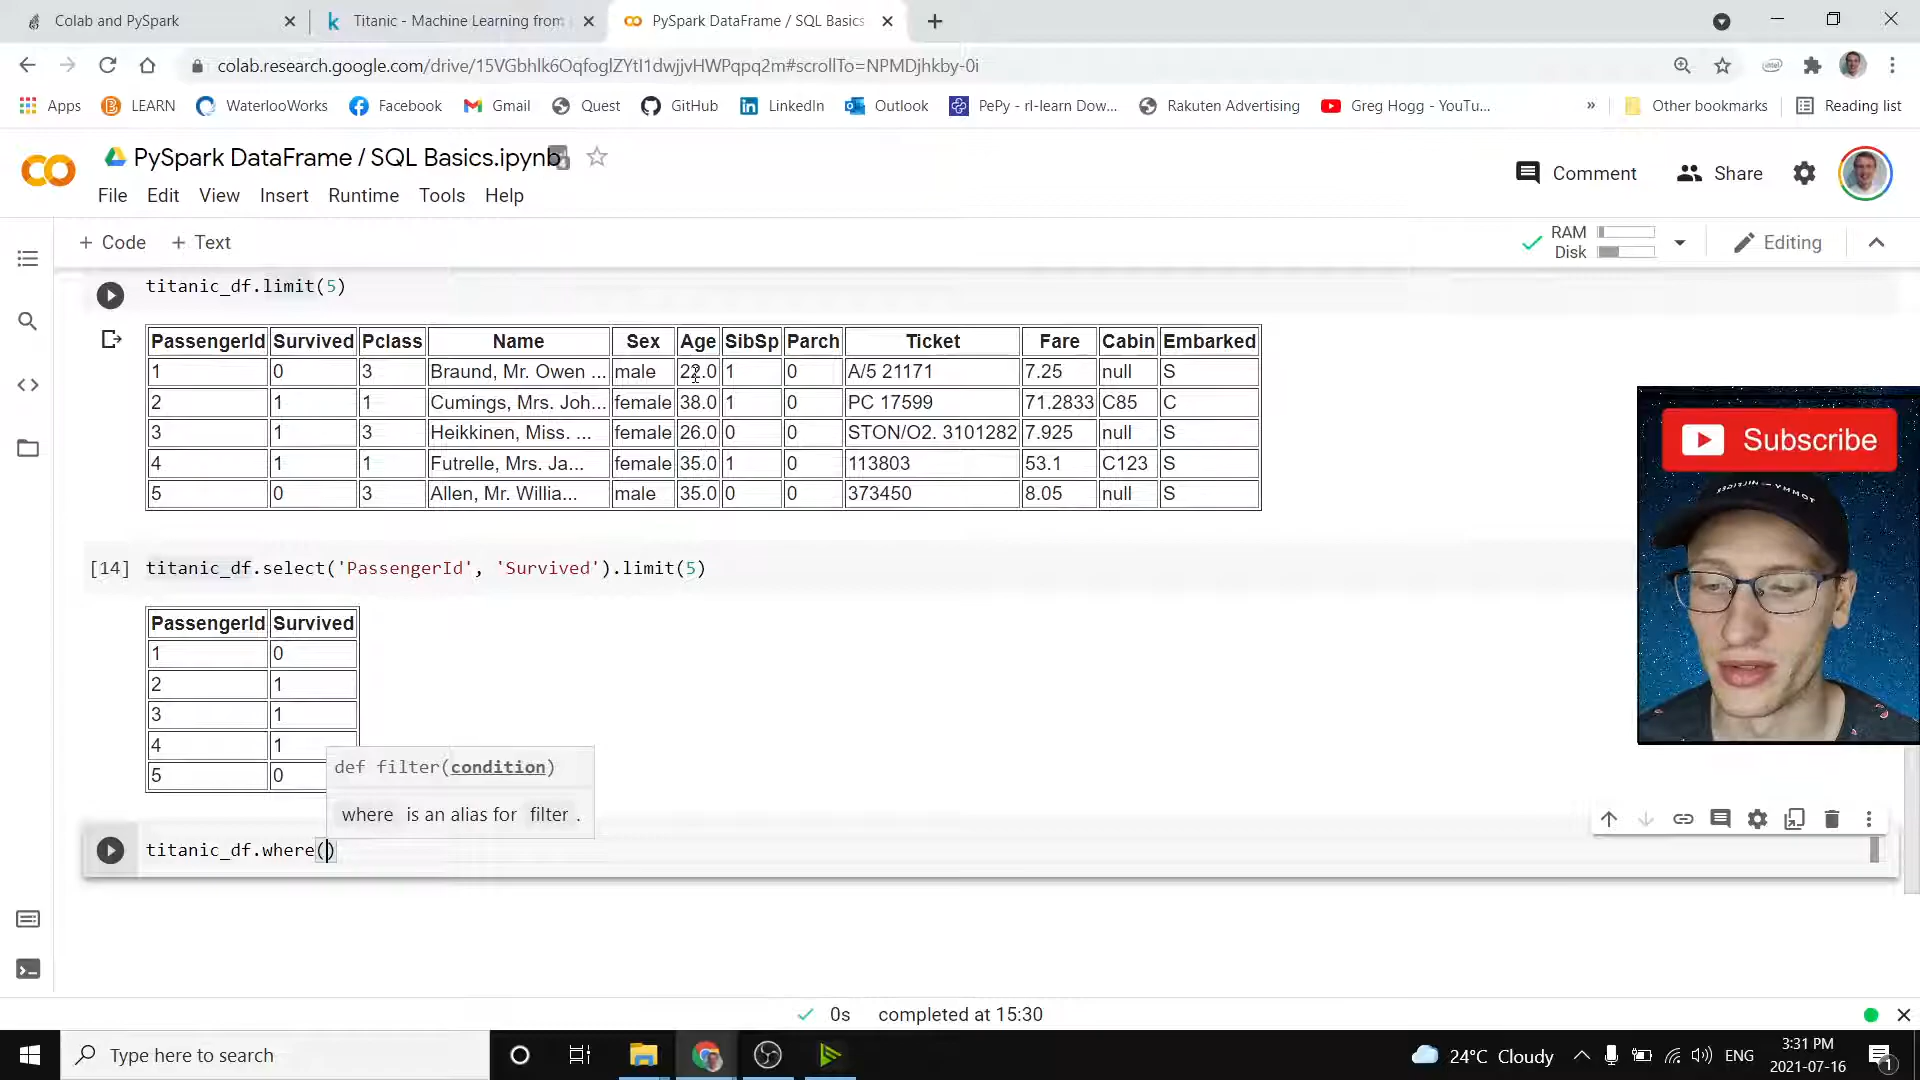 Colab and PySpark
Titanic - Machine Learning from
PySpark DataFrame / SQL Basics
colab.research.google.com/drive/15VGbhlk6OqfoglZYtI1dwjjvHWPqpq2m#scrollTo=NPMDjhkby-0i
Apps LEARN WaterlooWorks Facebook Gmail Quest GitHub LinkedIn Outlook PePy - rl-learn Dow... Rakuten Advertising Greg Hogg - YouTu... » Other bookmarks Reading list
PySpark DataFrame / SQL Basics.ipynb
Comment Share
File Edit View Insert Runtime Tools Help
+ Code + Text
RAM
Disk
Editing
titanic_df.limit(5)
PassengerId Survived Pclass Name Sex Age SibSp Parch Ticket Fare Cabin Embarked
1 0 3 Braund, Mr. Owen ... male 22.0 1 0 A/5 21171 7.25 null S
2 1 1 Cumings, Mrs. Joh... female 38.0 1 0 PC 17599 71.2833 C85 C
3 1 3 Heikkinen, Miss. ... female 26.0 0 0 STON/O2. 3101282 7.925 null S
4 1 1 Futrelle, Mrs. Ja... female 35.0 1 0 113803 53.1 C123 S
5 0 3 Allen, Mr. Willia... male 35.0 0 0 373450 8.05 null S
Subscribe
[14] titanic_df.select('PassengerId', 'Survived').limit(5)
PassengerId Survived
1 0
2 1
3 1
4 1
5 0
def filter(condition)
where is an alias for filter .
titanic_df.where()
0s completed at 15:30
Type here to search
24°C Cloudy
ENG
3:31 PM
2021-07-16
1